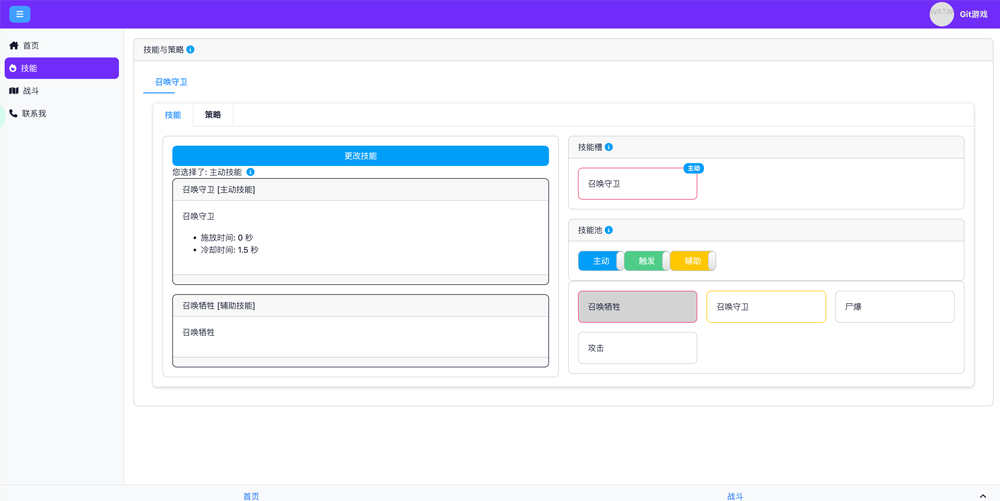 VATA
Git游戏
首页
技能
战斗
联系我
技能与策略
召唤守卫
技能
策略
更改技能
您选择了: 主动技能
召唤守卫 [主动技能]
召唤守卫
施放时间: 0 秒
冷却时间: 1.5 秒
召唤牺牲 [辅助技能]
召唤牺牲
技能槽
主动
召唤守卫
技能池
主动
触发
辅助
召唤牺牲
召唤守卫
尸爆
攻击
首页
战斗